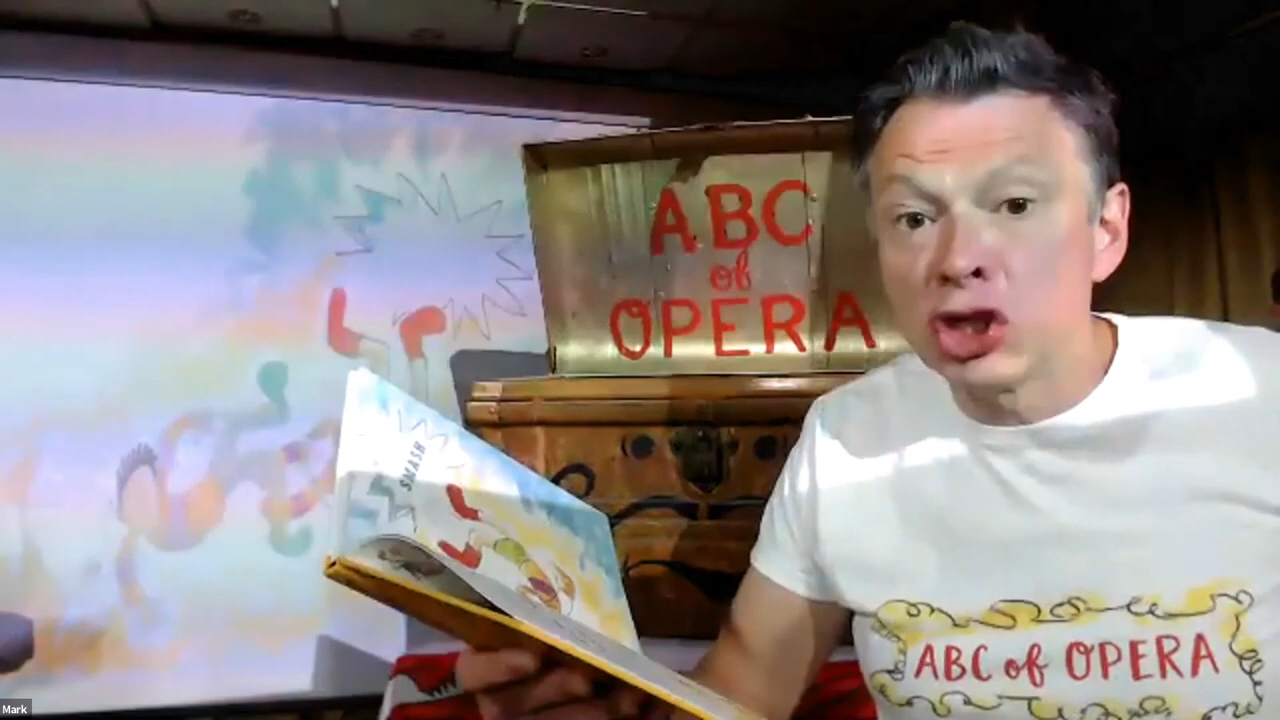 ABC
of
OPERA
SMASH
ABC of OPERA
Mark